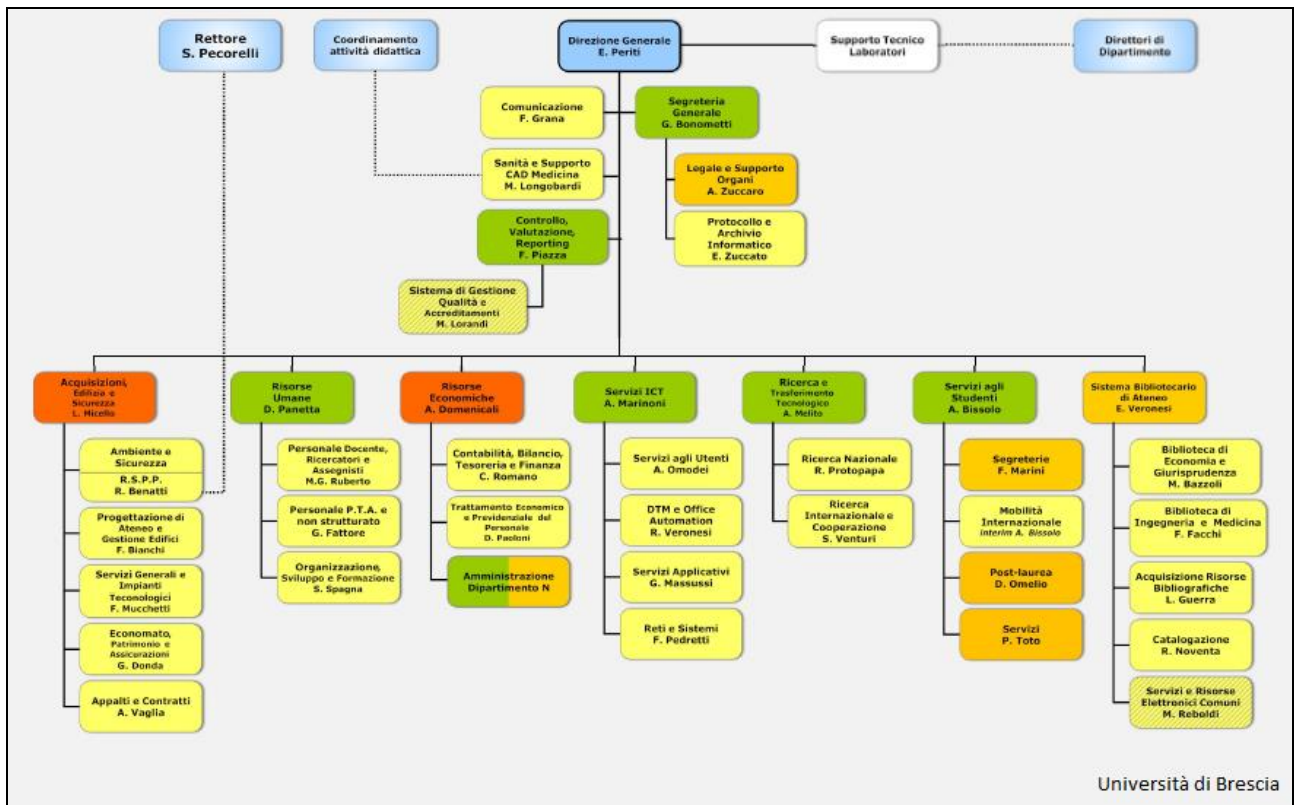 Rettore
S. Pecorelli
Coordinamento
attività didattica
Direzione Generale
E. Periti
Supporto Tecnico
Laboratori
Direttori di
Dipartimento
Comunicazione
F. Grana
Segreteria
Generale
G. Bonometti
Sanità e Supporto
CAD Medicina
M. Longobardi
Legale e Supporto
Organi
A. Zuccaro
Controllo,
Valutazione,
Reporting
F. Piazza
Protocollo e
Archivio
Informatico
E. Zuccato
Sistema di Gestione
Qualità e
Accreditamenti
M. Lorandi
Acquisizioni,
Edilizia e
Sicurezza
L. Micello
Risorse
Umane
D. Panetta
Risorse
Economiche
A. Domenicali
Servizi ICT
A. Marinoni
Ricerca e
Trasferimento
Tecnologico
A. Melito
Servizi agli
Studenti
A. Bissolo
Sistema Bibliotecario
di Ateneo
E. Veronesi
Ambiente e
Sicurezza
R.S.P.P.
R. Benatti
Progettazione di
Ateneo e
Gestione Edifici
F. Bianchi
Servizi Generali e
Impianti
Teconologici
F. Mucchetti
Economato,
Patrimonio e
Assicurazioni
G. Donda
Appalti e Contratti
A. Vaglia
Personale Docente,
Ricercatori e
Assegnisti
M.G. Ruberto
Personale P.T.A. e
non strutturato
G. Fattore
Organizzazione,
Sviluppo e Formazione
S. Spagna
Contabilità, Bilancio,
Tesoreria e Finanza
C. Romano
Trattamento Economico
e Previdenziale del
Personale
D. Paoloni
Amministrazione
Dipartimento N
Servizi agli Utenti
A. Omodei
DTM e Office
Automation
R. Veronesi
Servizi Applicativi
G. Massussi
Reti e Sistemi
F. Pedretti
Ricerca Nazionale
R. Protopapa
Ricerca
Internazionale e
Cooperazione
S. Venturi
Segreterie
F. Marini
Mobilità
Internazionale
interim A. Bissolo
Post-laurea
D. Omelio
Servizi
P. Toto
Biblioteca di
Economia e
Giurisprudenza
M. Bazzoli
Biblioteca di
Ingegneria e Medicina
F. Facchi
Acquisizione Risorse
Bibliografiche
L. Guerra
Catalogazione
R. Noventa
Servizi e Risorse
Elettronici Comuni
M. Reboldi
Università di Brescia